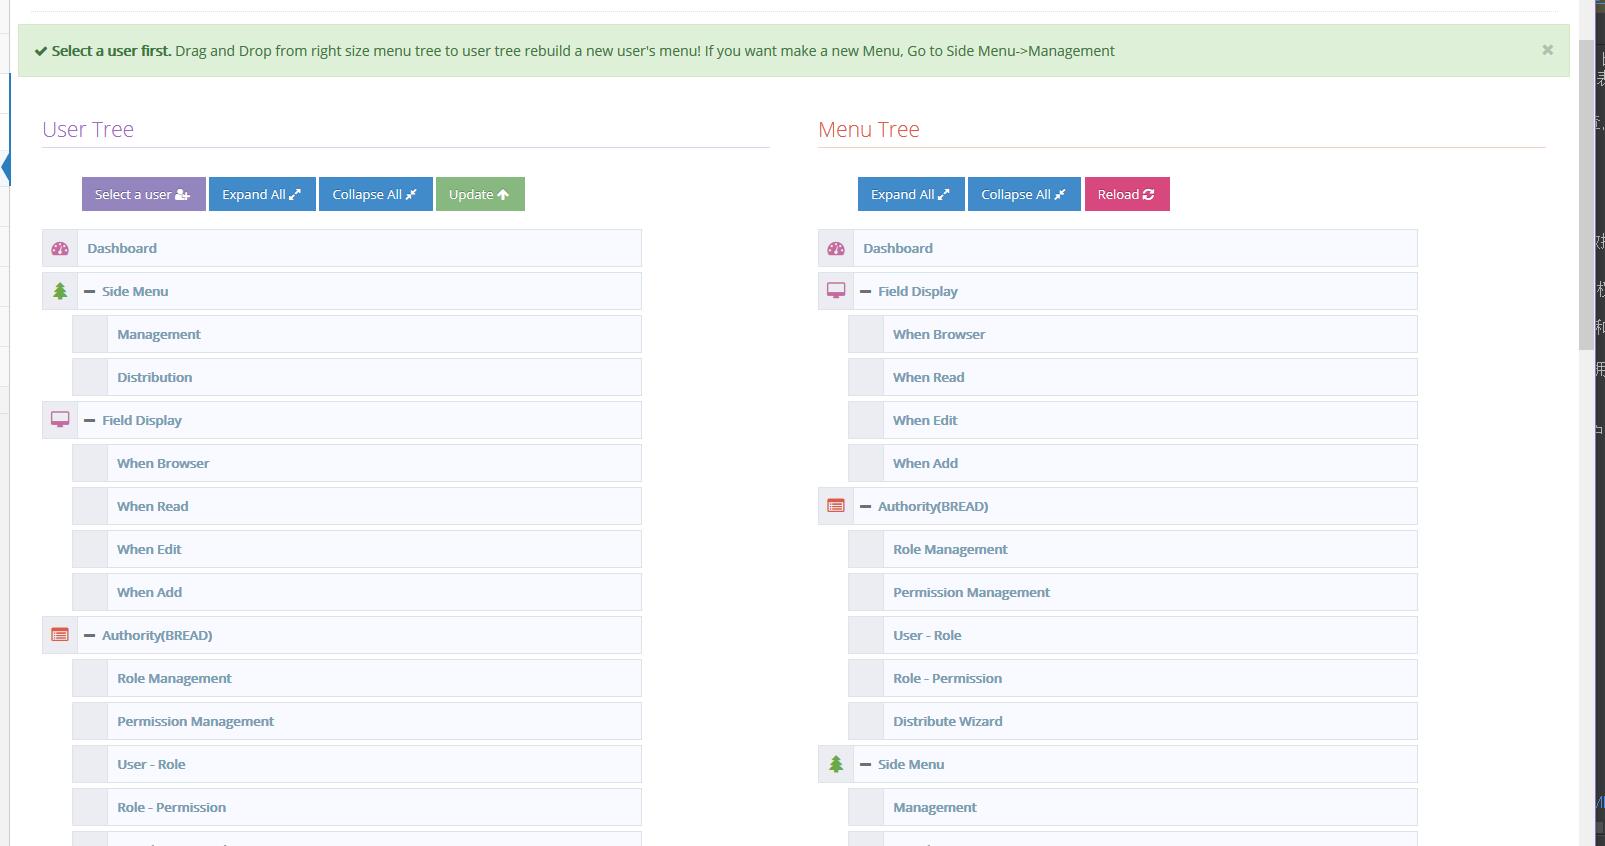 Select a user first. Drag and Drop from right size menu tree to user tree rebuild a new user's menu! If you want make a new Menu, Go to Side Menu->Management
User Tree
Select a user
Expand All
Collapse All
Update
Dashboard
Side Menu
Management
Distribution
Field Display
When Browser
When Read
When Edit
When Add
Authority(BREAD)
Role Management
Permission Management
User - Role
Role - Permission
Menu Tree
Expand All
Collapse All
Reload
Dashboard
Field Display
When Browser
When Read
When Edit
When Add
Authority(BREAD)
Role Management
Permission Management
User - Role
Role - Permission
Distribute Wizard
Side Menu
Management